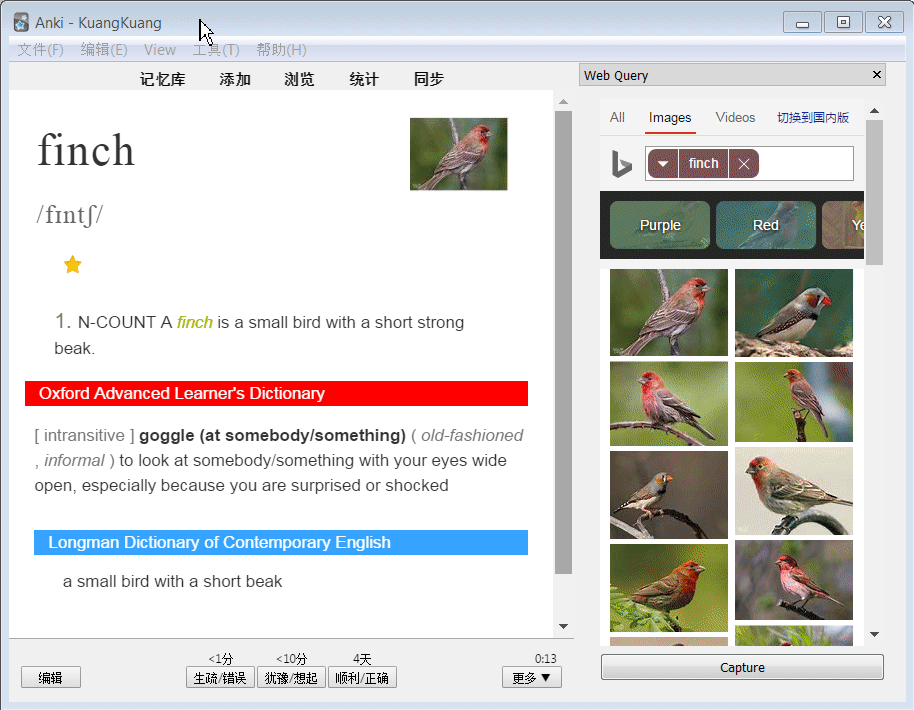 Anki - KuangKuang
文件(F) 编辑(E) View 工具(T) 帮助(H)
记忆库 添加 浏览 统计 同步
finch
/fɪntʃ/
1. N-COUNT A finch is a small bird with a short strong
beak.
Oxford Advanced Learner's Dictionary
[ intransitive ] goggle (at somebody/something) ( old-fashioned
, informal ) to look at somebody/something with your eyes wide
open, especially because you are surprised or shocked
Longman Dictionary of Contemporary English
a small bird with a short beak
<1分 <10分 4天 0:13
编辑 生疏/错误 犹豫/想起 顺利/正确 更多 ▼
Web Query
All Images Videos 切换到国内版
finch
Purple Red Ye
Capture